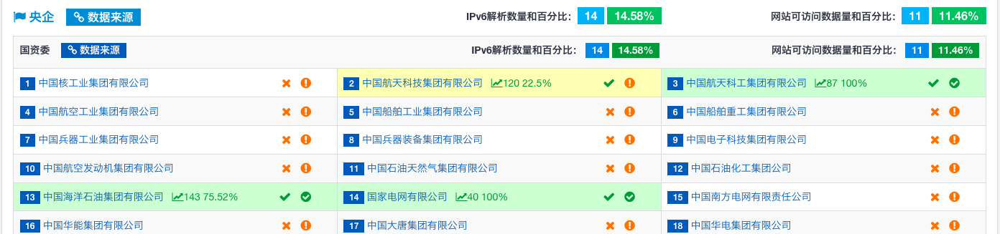 央企 数据来源 IPv6解析数量和百分比： 14 14.58% 网站可访问数据量和百分比： 11 11.46%
国资委 数据来源 IPv6解析数量和百分比： 14 14.58% 网站可访问数据量和百分比： 11 11.46%
1 中国核工业集团有限公司 2 中国航天科技集团有限公司 120 22.5% 3 中国航天科工集团有限公司 87 100%
4 中国航空工业集团有限公司 5 中国船舶工业集团有限公司 6 中国船舶重工集团有限公司
7 中国兵器工业集团有限公司 8 中国兵器装备集团有限公司 9 中国电子科技集团有限公司
10 中国航空发动机集团有限公司 11 中国石油天然气集团有限公司 12 中国石油化工集团公司
13 中国海洋石油集团有限公司 143 75.52% 14 国家电网有限公司 40 100% 15 中国南方电网有限责任公司
16 中国华能集团有限公司 17 中国大唐集团有限公司 18 中国华电集团有限公司